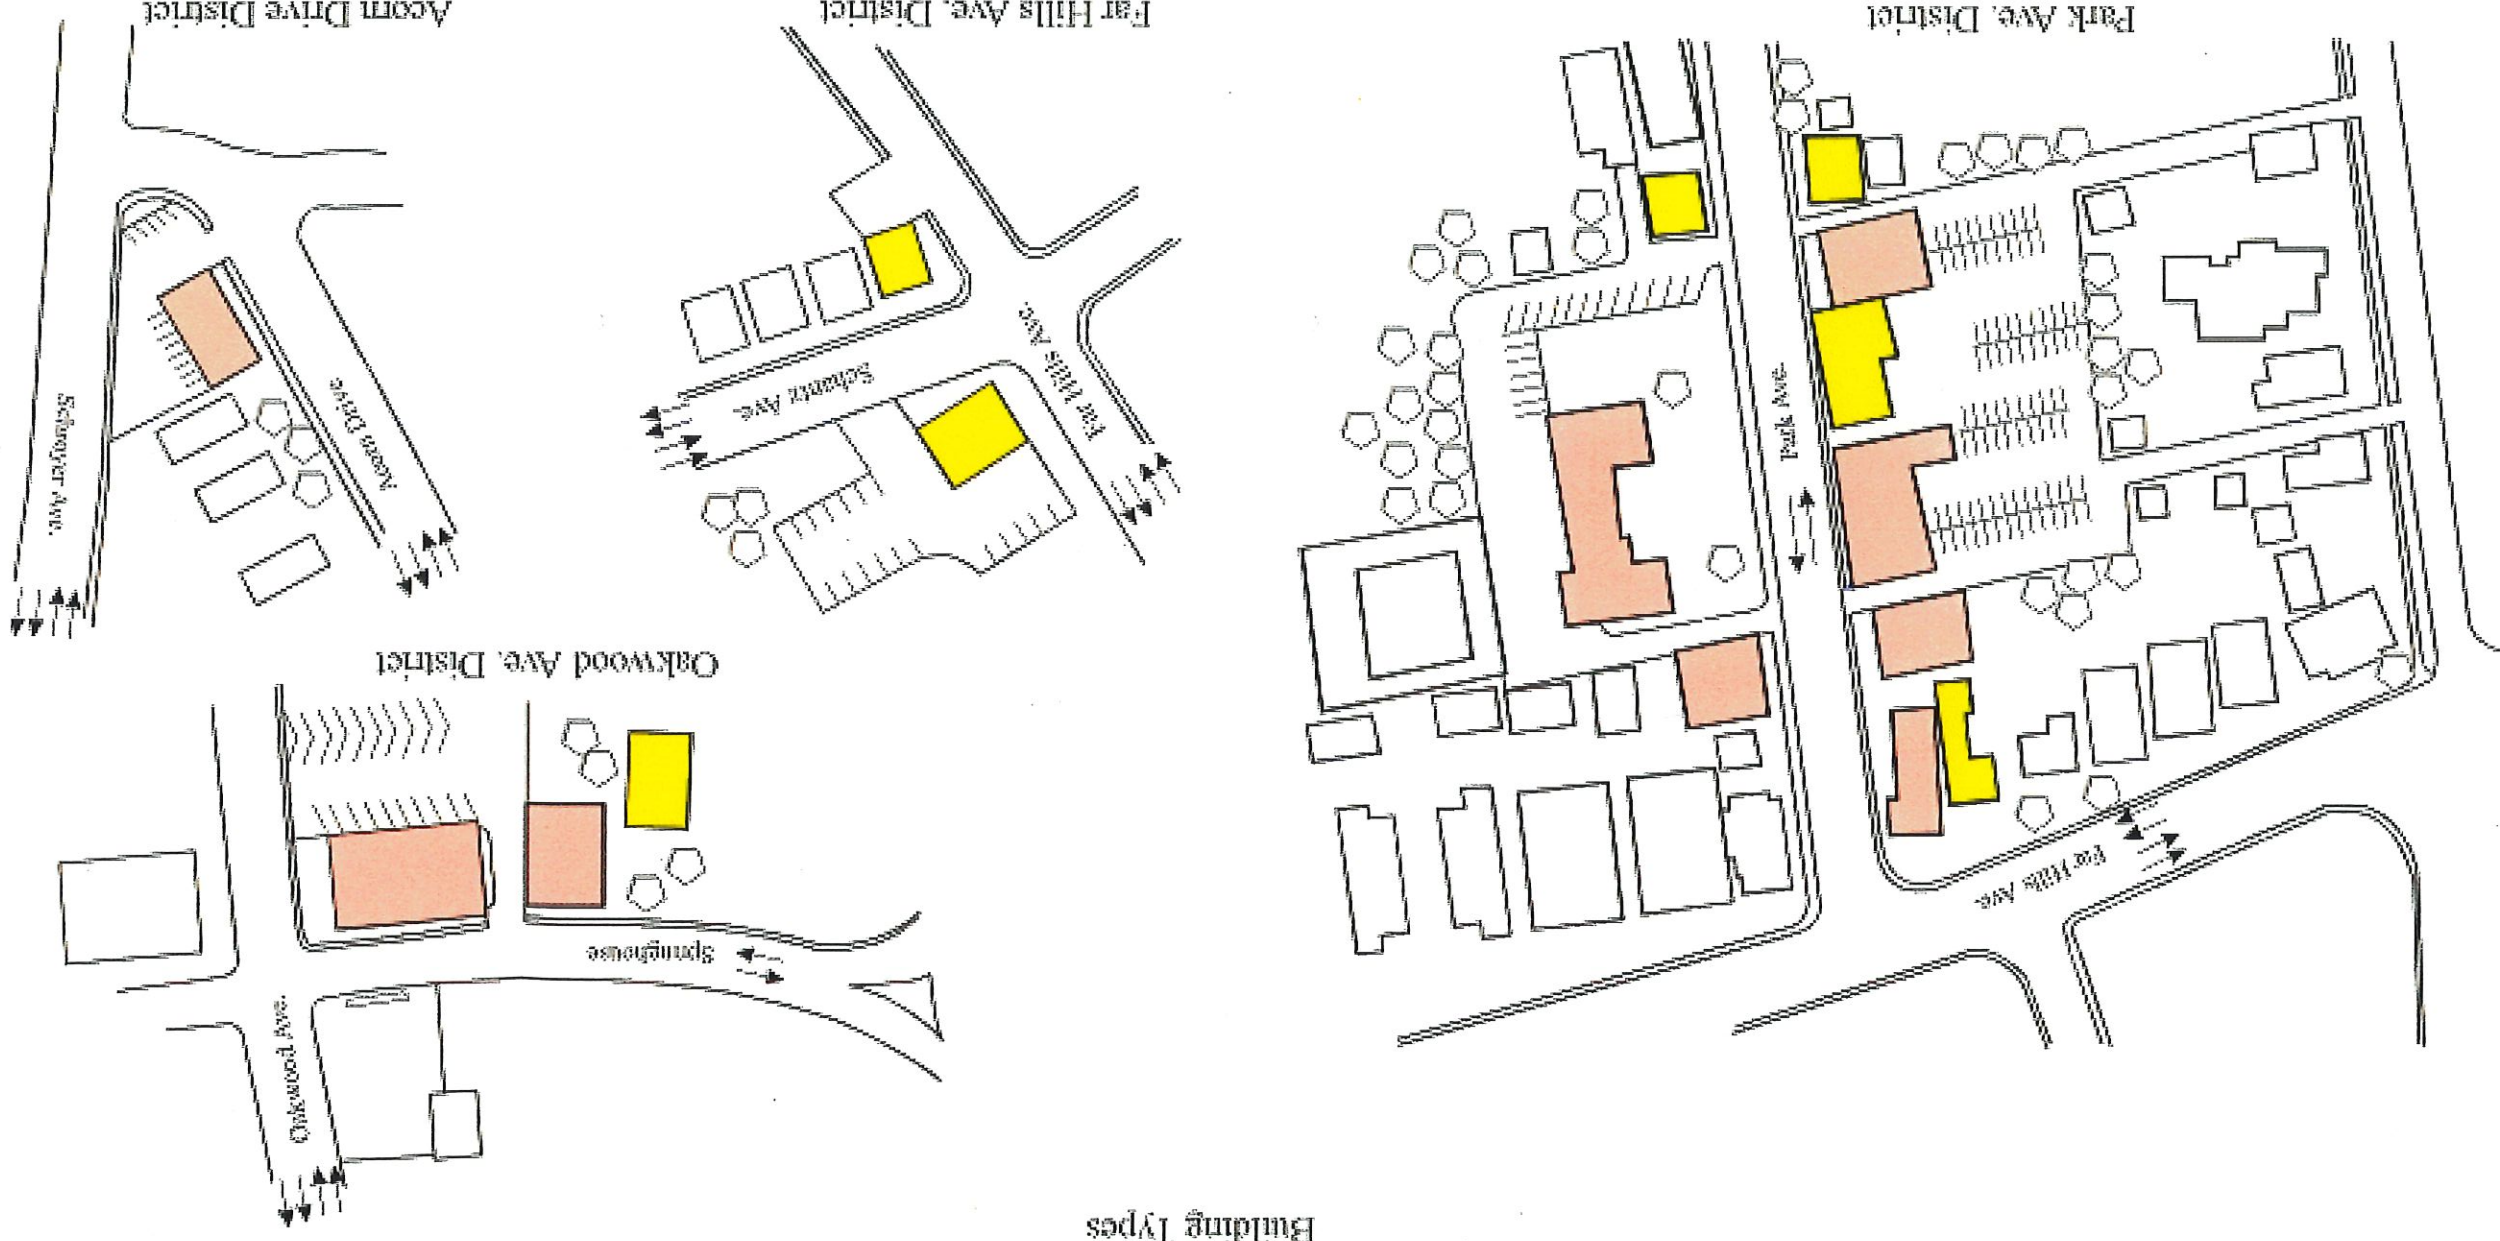 Building Types
Oakwood Ave.
Springhouse
Oakwood Ave. District
Far Hills Ave.
Park Ave.
Park Ave. District
Schantz Ave.
Far Hills Ave.
Far Hills Ave. District
Acorn Drive
Ave.
Acorn Drive District